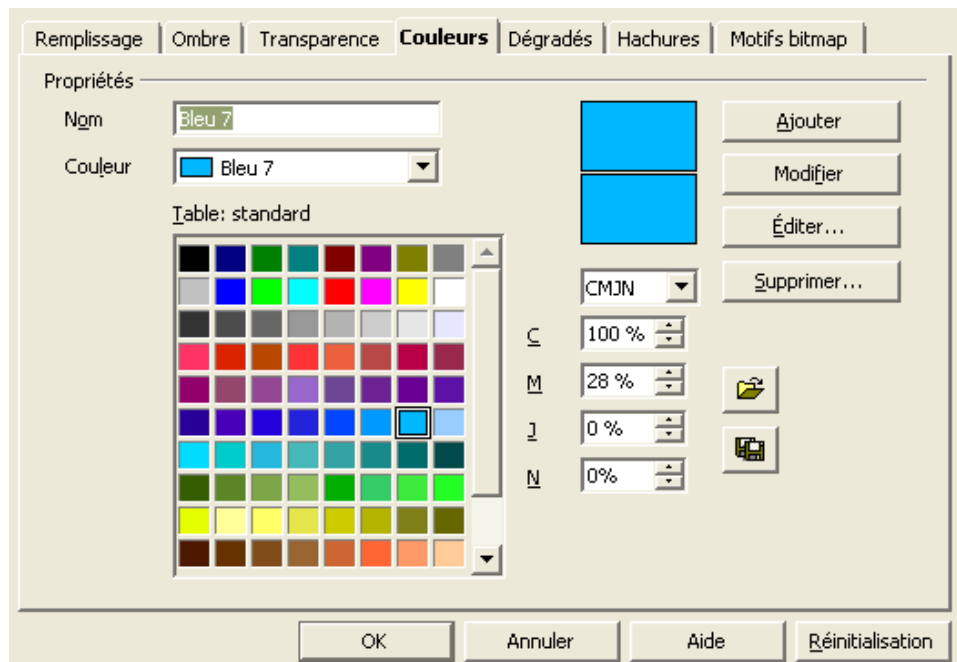 Remplissage Ombre Transparence Couleurs Dégradés Hachures Motifs bitmap
Propriétés
Nom Bleu 7 Ajouter
Couleur Bleu 7 Modifier
Table: standard Éditer...
CMJN Supprimer...
C 100 %
M 28 %
J 0 %
N 0%
OK Annuler Aide Réinitialisation